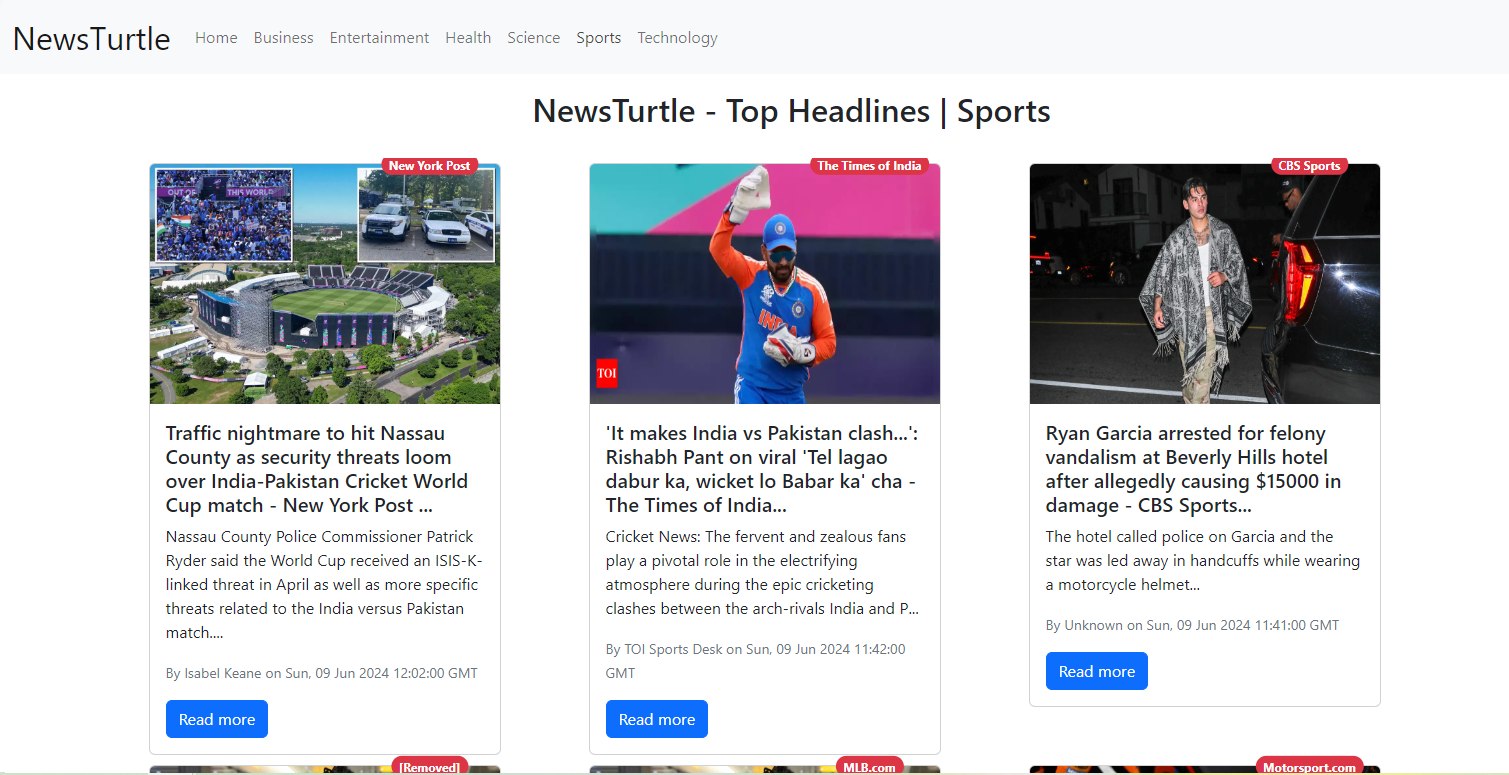 NewsTurtle Home Business Entertainment Health Science Sports Technology
NewsTurtle - Top Headlines | Sports
New York Post
OUT OF THIS WORLD
Traffic nightmare to hit Nassau
County as security threats loom
over India-Pakistan Cricket World
Cup match - New York Post ...
Nassau County Police Commissioner Patrick
Ryder said the World Cup received an ISIS-K-
linked threat in April as well as more specific
threats related to the India versus Pakistan
match....
By Isabel Keane on Sun, 09 Jun 2024 12:02:00 GMT
Read more
The Times of India
INDIA
TOI
'It makes India vs Pakistan clash...':
Rishabh Pant on viral 'Tel lagao
dabur ka, wicket lo Babar ka' cha -
The Times of India...
Cricket News: The fervent and zealous fans
play a pivotal role in the electrifying
atmosphere during the epic cricketing
clashes between the arch-rivals India and P...
By TOI Sports Desk on Sun, 09 Jun 2024 11:42:00
GMT
Read more
CBS Sports
Ryan Garcia arrested for felony
vandalism at Beverly Hills hotel
after allegedly causing $15000 in
damage - CBS Sports...
The hotel called police on Garcia and the
star was led away in handcuffs while wearing
a motorcycle helmet...
By Unknown on Sun, 09 Jun 2024 11:41:00 GMT
Read more
[Removed]
MLB.com
Motorsport.com